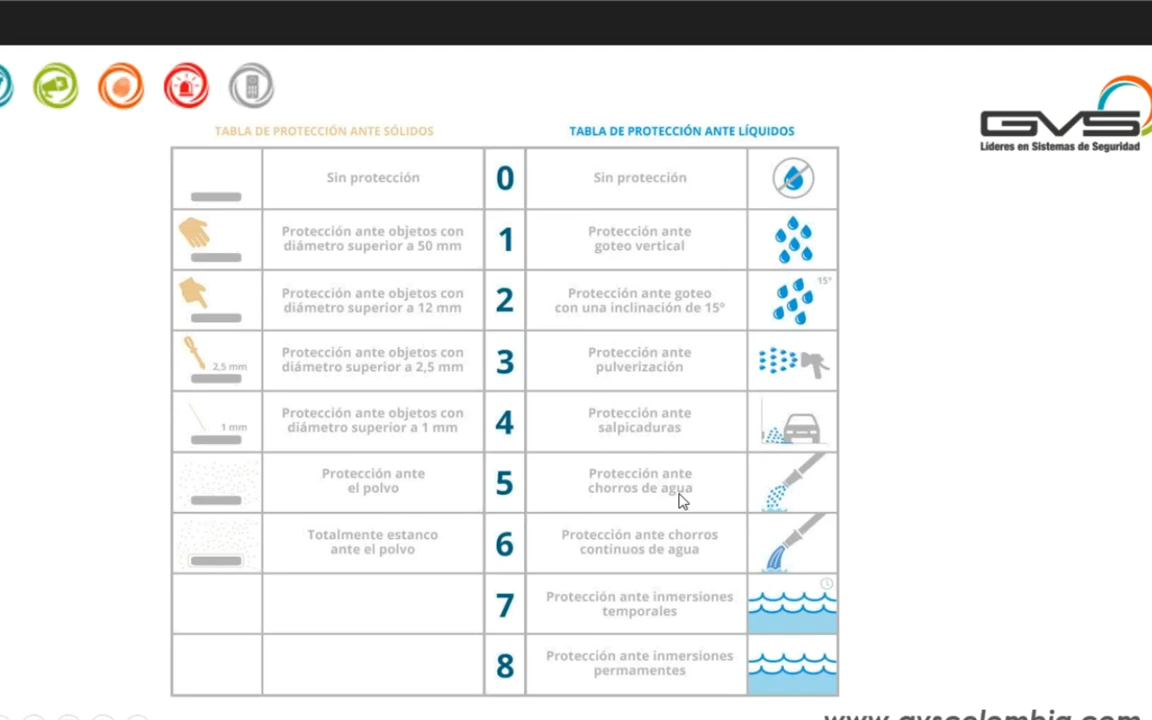 GVS
Líderes en Sistemas de Seguridad
TABLA DE PROTECCIÓN ANTE SÓLIDOS
TABLA DE PROTECCIÓN ANTE LÍQUIDOS
Sin protección
0
Sin protección
Protección ante objetos con
diámetro superior a 50 mm
1
Protección ante
goteo vertical
Protección ante objetos con
diámetro superior a 12 mm
2
Protección ante goteo
con una inclinación de 15º
15°
2,5 mm
Protección ante objetos con
diámetro superior a 2,5 mm
3
Protección ante
pulverización
1 mm
Protección ante objetos con
diámetro superior a 1 mm
4
Protección ante
salpicaduras
Protección ante
el polvo
5
Protección ante
chorros de agua
Totalmente estanco
ante el polvo
6
Protección ante chorros
continuos de agua
7
Protección ante inmersiones
temporales
8
Protección ante inmersiones
permamentes
www.gvscolombia.com